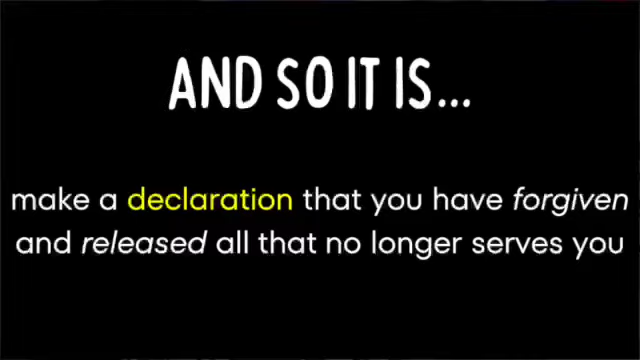 AND SO IT IS...
make a declaration that you have forgiven
and released all that no longer serves you